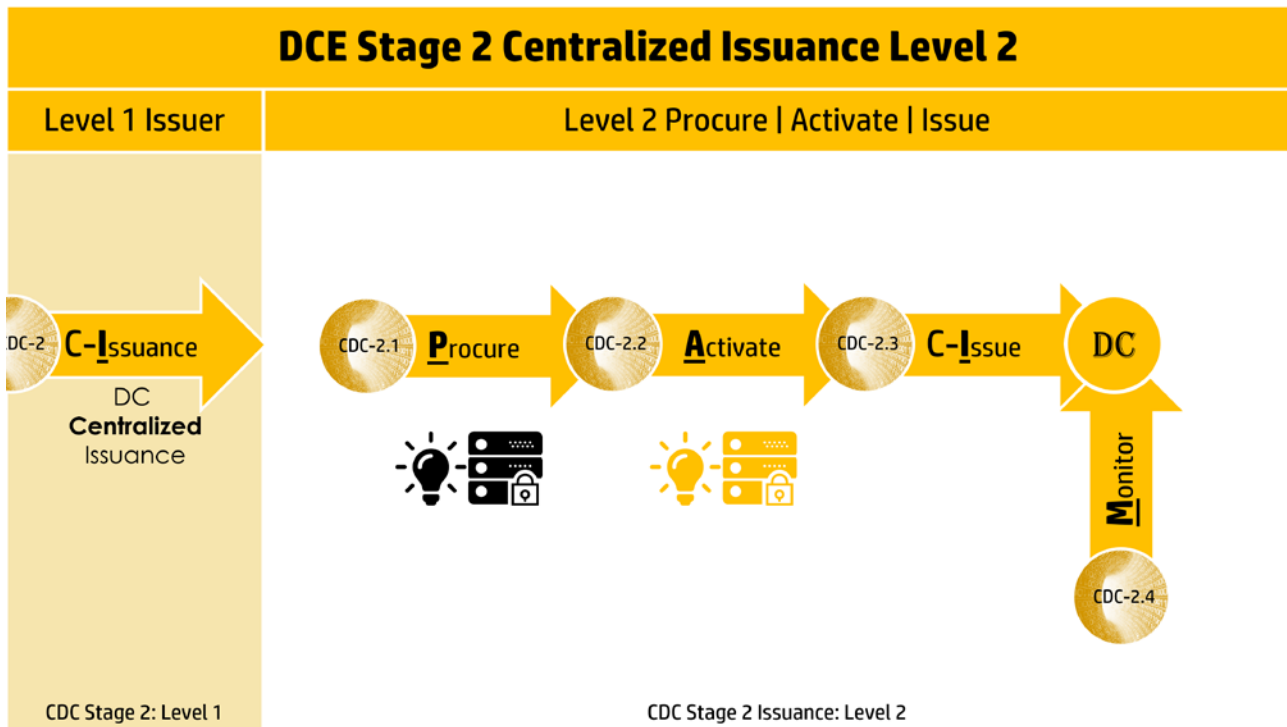 DCE Stage 2 Centralized Issuance Level 2
Level 1 Issuer
Level 2 Procure | Activate | Issue
CDC-2
C-Issuance
DC
Centralized
Issuance
CDC-2.1
Procure
CDC-2.2
Activate
CDC-2.3
C-Issue
DC
Monitor
CDC-2.4
CDC Stage 2: Level 1
CDC Stage 2 Issuance: Level 2